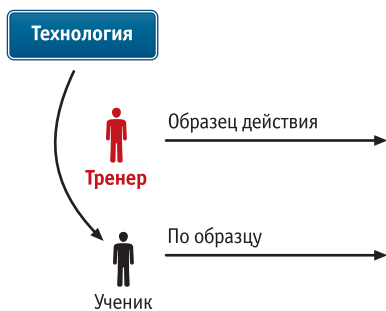 Технология
Образец действия
Тренер
По образцу
Ученик